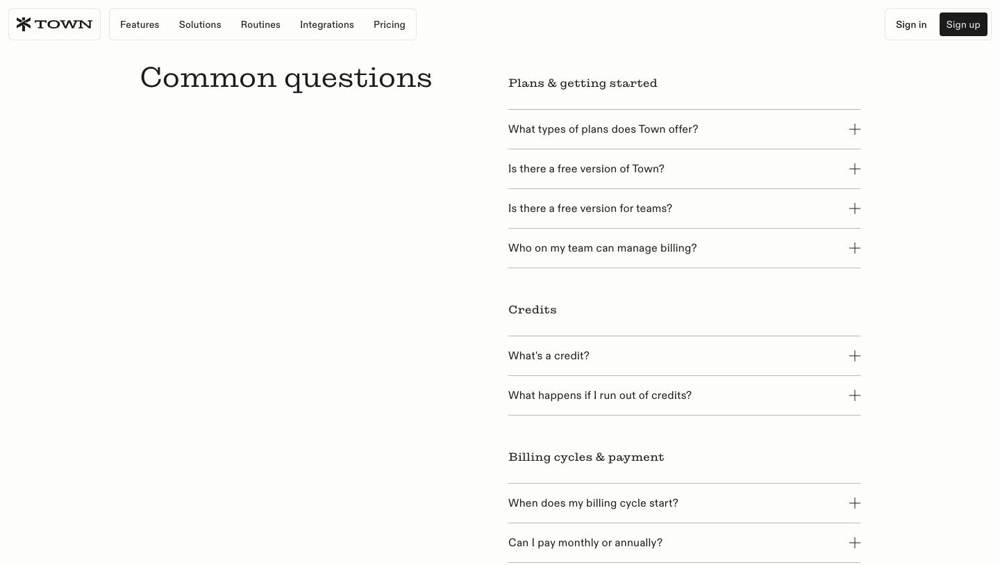 TOWN
Features Solutions Routines Integrations Pricing
Sign in Sign up
Common questions
Plans & getting started
What types of plans does Town offer?
Is there a free version of Town?
Is there a free version for teams?
Who on my team can manage billing?
Credits
What's a credit?
What happens if I run out of credits?
Billing cycles & payment
When does my billing cycle start?
Can I pay monthly or annually?